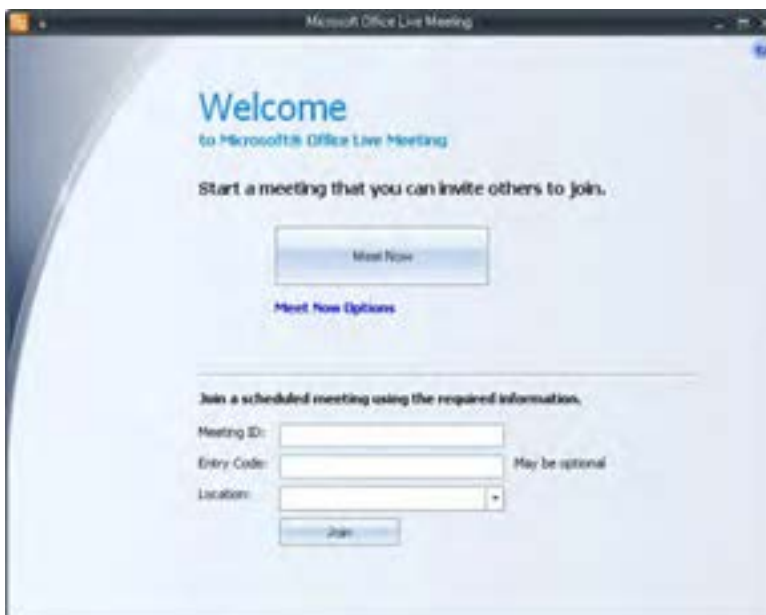 Microsoft Office Live Meeting
Welcome
to Microsoft® Office Live Meeting
Start a meeting that you can invite others to join.
Meet Now
Meet Now Options
Join a scheduled meeting using the required information.
Meeting ID:
Entry Code: May be optional
Location:
Join